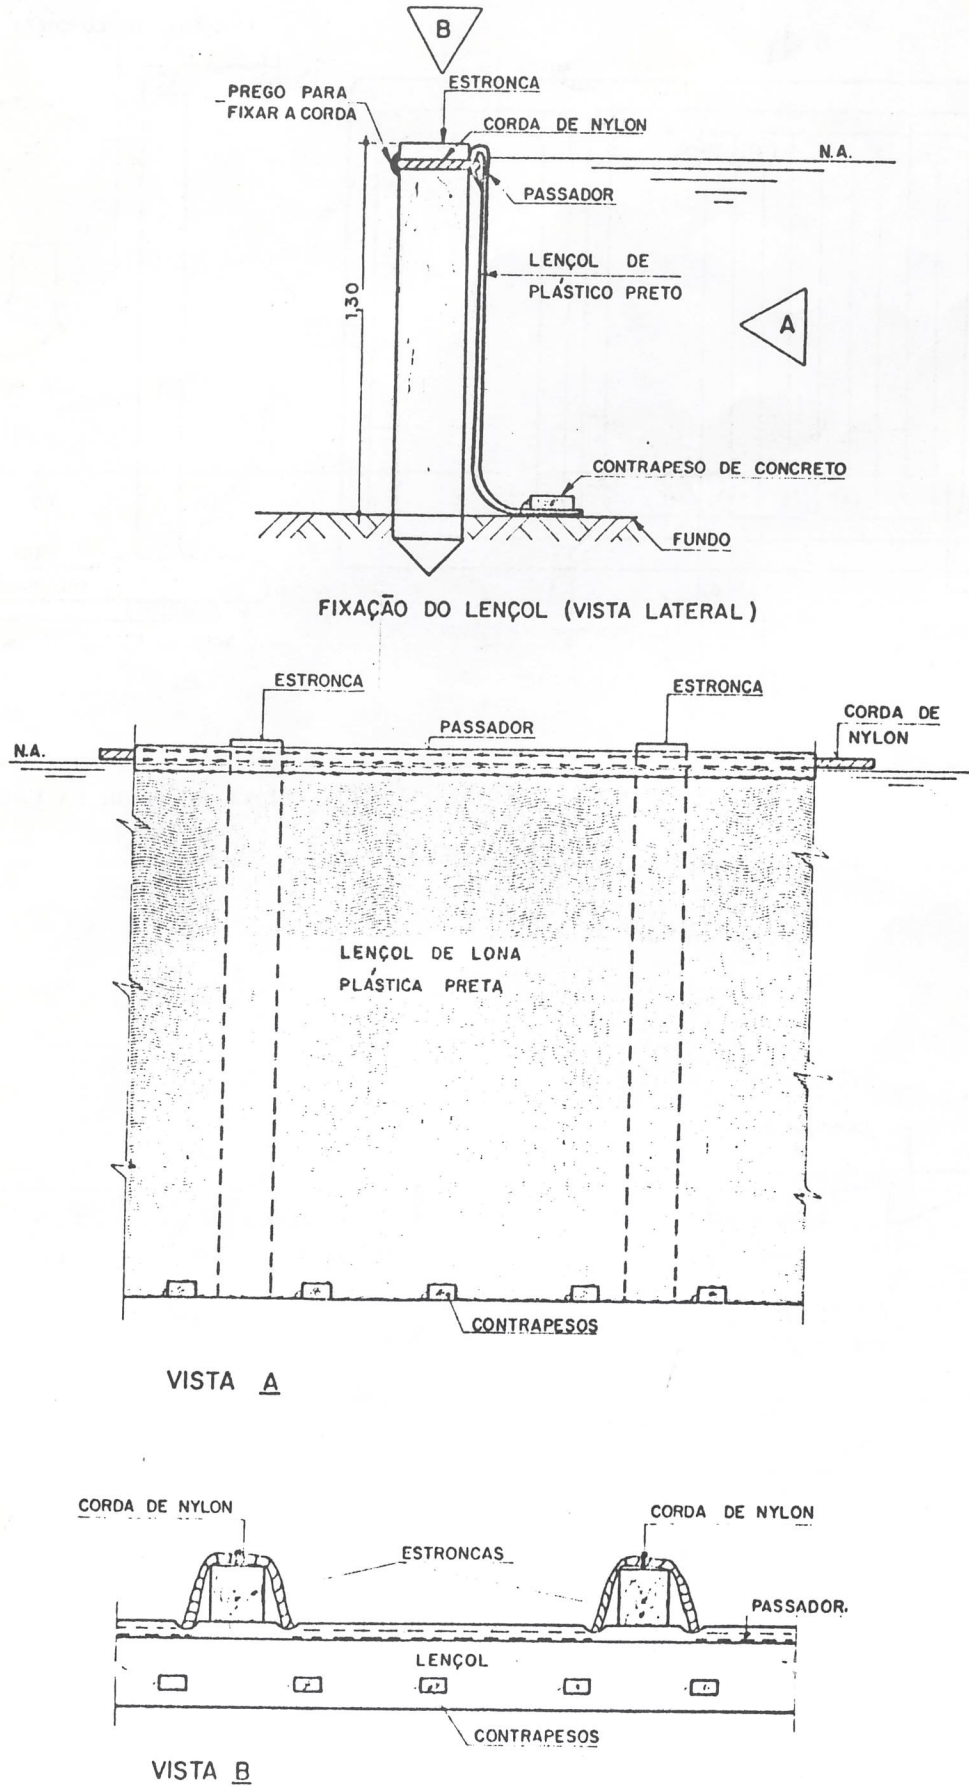 B
ESTRONCA
PREGO PARA
FIXAR A CORDA
CORDA DE NYLON
N.A.
PASSADOR
LENÇOL DE
PLÁSTICO PRETO
1,30
A
CONTRAPESO DE CONCRETO
FUNDO
FIXAÇÃO DO LENÇOL (VISTA LATERAL)
ESTRONCA
ESTRONCA
PASSADOR
CORDA DE
NYLON
N.A.
LENÇOL DE LONA
PLÁSTICA PRETA
CONTRAPESOS
VISTA A
CORDA DE NYLON
CORDA DE NYLON
ESTRONCAS
PASSADOR.
LENÇOL
CONTRAPESOS
VISTA B